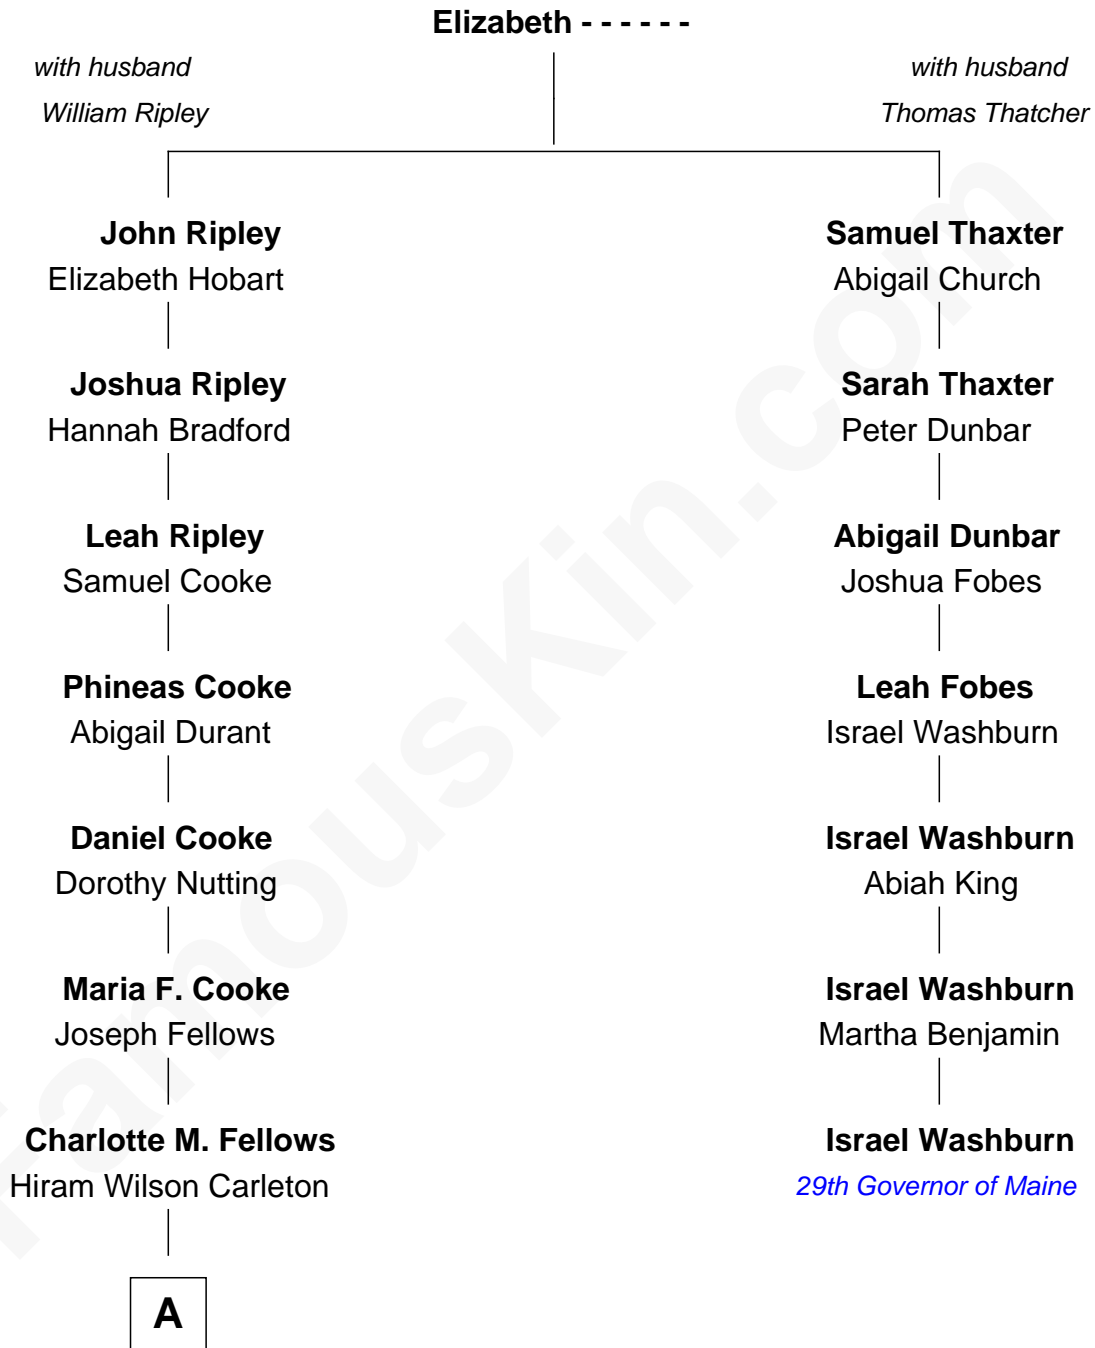 Elizabeth - - - - - -
with husband
William Ripley
with husband
Thomas Thatcher
John Ripley
Elizabeth Hobart
Samuel Thaxter
Abigail Church
Joshua Ripley
Hannah Bradford
Sarah Thaxter
Peter Dunbar
Leah Ripley
Samuel Cooke
Abigail Dunbar
Joshua Fobes
Phineas Cooke
Abigail Durant
Leah Fobes
Israel Washburn
Daniel Cooke
Dorothy Nutting
Israel Washburn
Abiah King
Maria F. Cooke
Joseph Fellows
Israel Washburn
Martha Benjamin
Charlotte M. Fellows
Hiram Wilson Carleton
Israel Washburn
29th Governor of Maine
A
FamousKin.com